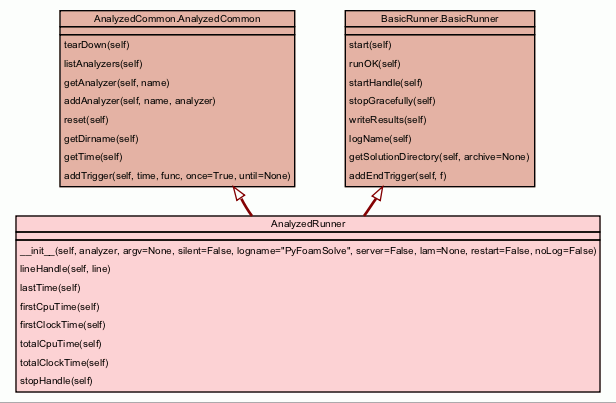 AnalyzedCommon.AnalyzedCommon
tearDown(self)
listAnalyzers(self)
getAnalyzer(self, name)
addAnalyzer(self, name, analyzer)
reset(self)
getDirname(self)
getTime(self)
addTrigger(self, time, func, once=True, until=None)
BasicRunner.BasicRunner
start(self)
runOK(self)
startHandle(self)
stopGracefully(self)
writeResults(self)
logName(self)
getSolutionDirectory(self, archive=None)
addEndTrigger(self, f)
AnalyzedRunner
__init__(self, analyzer, argv=None, silent=False, logname="PyFoamSolve", server=False, lam=None, restart=False, noLog=False)
lineHandle(self, line)
lastTime(self)
firstCpuTime(self)
firstClockTime(self)
totalCpuTime(self)
totalClockTime(self)
stopHandle(self)